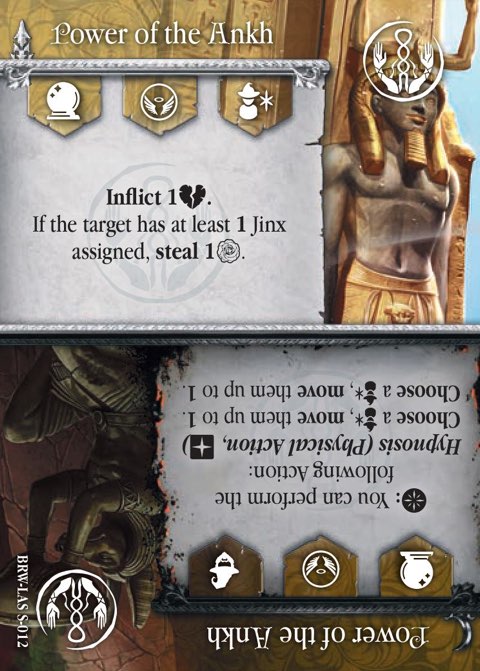 Power of the Ankh
Inflict 1.
If the target has at least 1 Jinx
assigned, steal 1.
Power of the Ankh
: You can perform the
following Action:
Hypnosis (Physical Action, )
Choose a *, move them up to 1.
Choose a *, move them up to 1.
BRW-LAS S-012